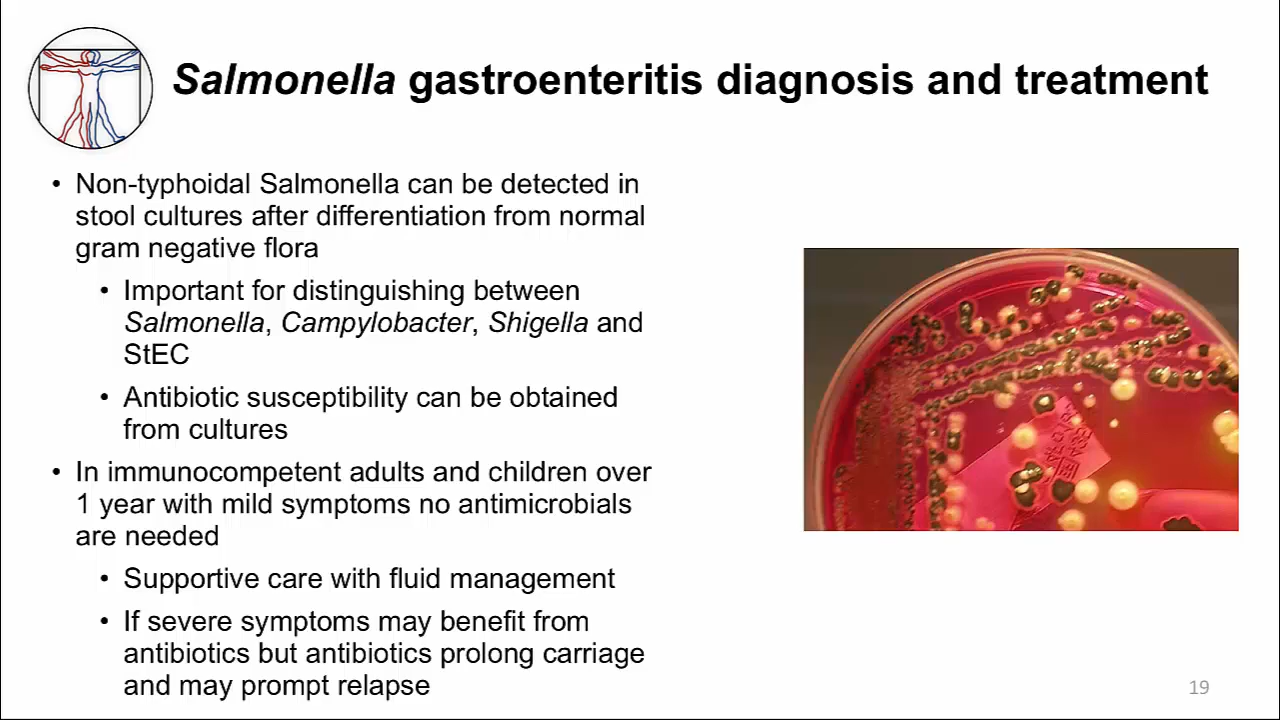 Salmonella gastroenteritis diagnosis and treatment
• Non-typhoidal Salmonella can be detected in
stool cultures after differentiation from normal
gram negative flora
• Important for distinguishing between
Salmonella, Campylobacter, Shigella and
StEC
• Antibiotic susceptibility can be obtained
from cultures
• In immunocompetent adults and children over
1 year with mild symptoms no antimicrobials
are needed
• Supportive care with fluid management
• If severe symptoms may benefit from
antibiotics but antibiotics prolong carriage
and may prompt relapse
19